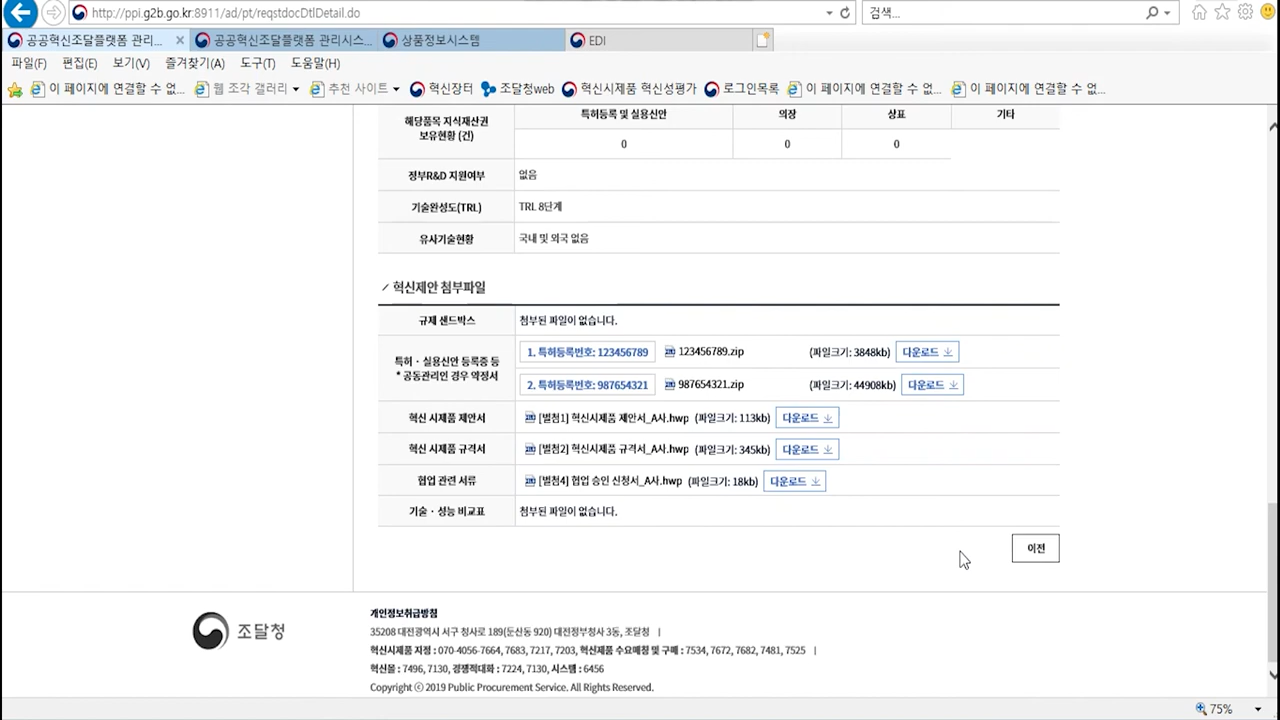 http://ppi.g2b.go.kr:8911/ad/pt/reqstdocDtlDetail.do
검색...
공공혁신조달플랫폼 관리...
공공혁신조달플랫폼 관리시스...
상품정보시스템
EDI
파일(F) 편집(E) 보기(V) 즐겨찾기(A) 도구(T) 도움말(H)
이 페이지에 연결할 수 없... 웹 조각 갤러리 추천 사이트 혁신장터 조달청web 혁신시제품 혁신성평가 로그인목록 이 페이지에 연결할 수 없... 이 페이지에 연결할 수 없...
해당품목 지식재산권
보유현황 (건)
특허등록 및 실용신안 의장 상표 기타
0 0 0
정부R&D 지원여부 없음
기술완성도(TRL) TRL 8단계
유사기술현황 국내 및 외국 없음
혁신제안 첨부파일
규제 샌드박스 첨부된 파일이 없습니다.
특허ㆍ실용신안 등록증 등
* 공동관리인 경우 약정서
1. 특허등록번호: 123456789 123456789.zip (파일크기: 3848kb) 다운로드
2. 특허등록번호: 987654321 987654321.zip (파일크기: 44908kb) 다운로드
혁신 시제품 제안서 [별첨1] 혁신시제품 제안서_A사.hwp (파일크기: 113kb) 다운로드
혁신 시제품 규격서 [별첨2] 혁신시제품 규격서_A사.hwp (파일크기: 345kb) 다운로드
협업 관련 서류 [별첨4] 협업 승인 신청서_A사.hwp (파일크기: 18kb) 다운로드
기술ㆍ성능 비교표 첨부된 파일이 없습니다.
이전
조달청
개인정보취급방침
35208 대전광역시 서구 청사로 189(둔산동 920) 대전정부청사 3동, 조달청 |
혁신시제품 지정 : 070-4056-7664, 7683, 7217, 7203, 혁신제품 수요매칭 및 구매 : 7534, 7672, 7682, 7481, 7525 |
혁신몰 : 7496, 7130, 경쟁적대화 : 7224, 7130, 시스템 : 6456
Copyright ⓒ 2019 Public Procurement Service. All Rights Reserved.
75%